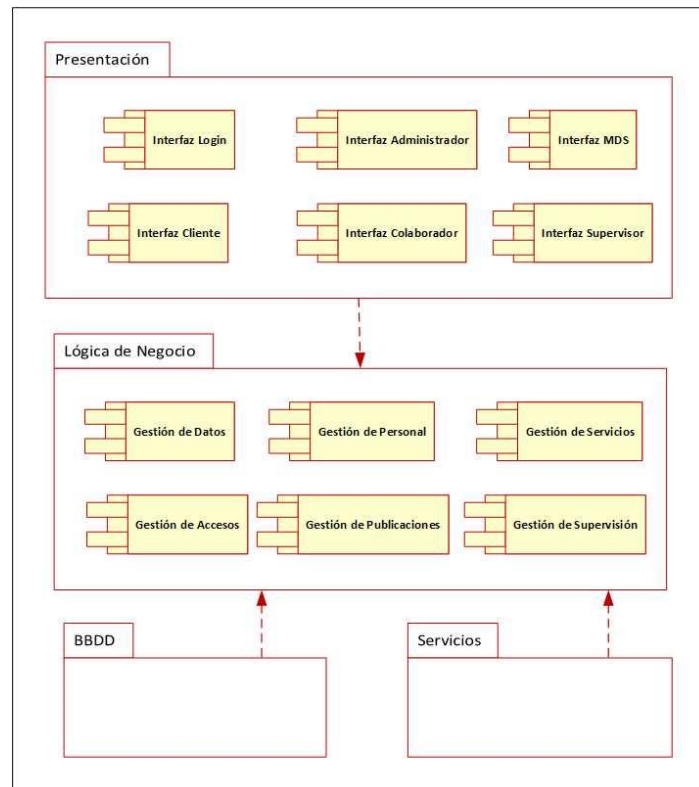 Presentación
Interfaz Login
Interfaz Administrador
Interfaz MDS
Interfaz Cliente
Interfaz Colaborador
Interfaz Supervisor
Lógica de Negocio
Gestión de Datos
Gestión de Personal
Gestión de Servicios
Gestión de Accesos
Gestión de Publicaciones
Gestión de Supervisión
BBDD
Servicios